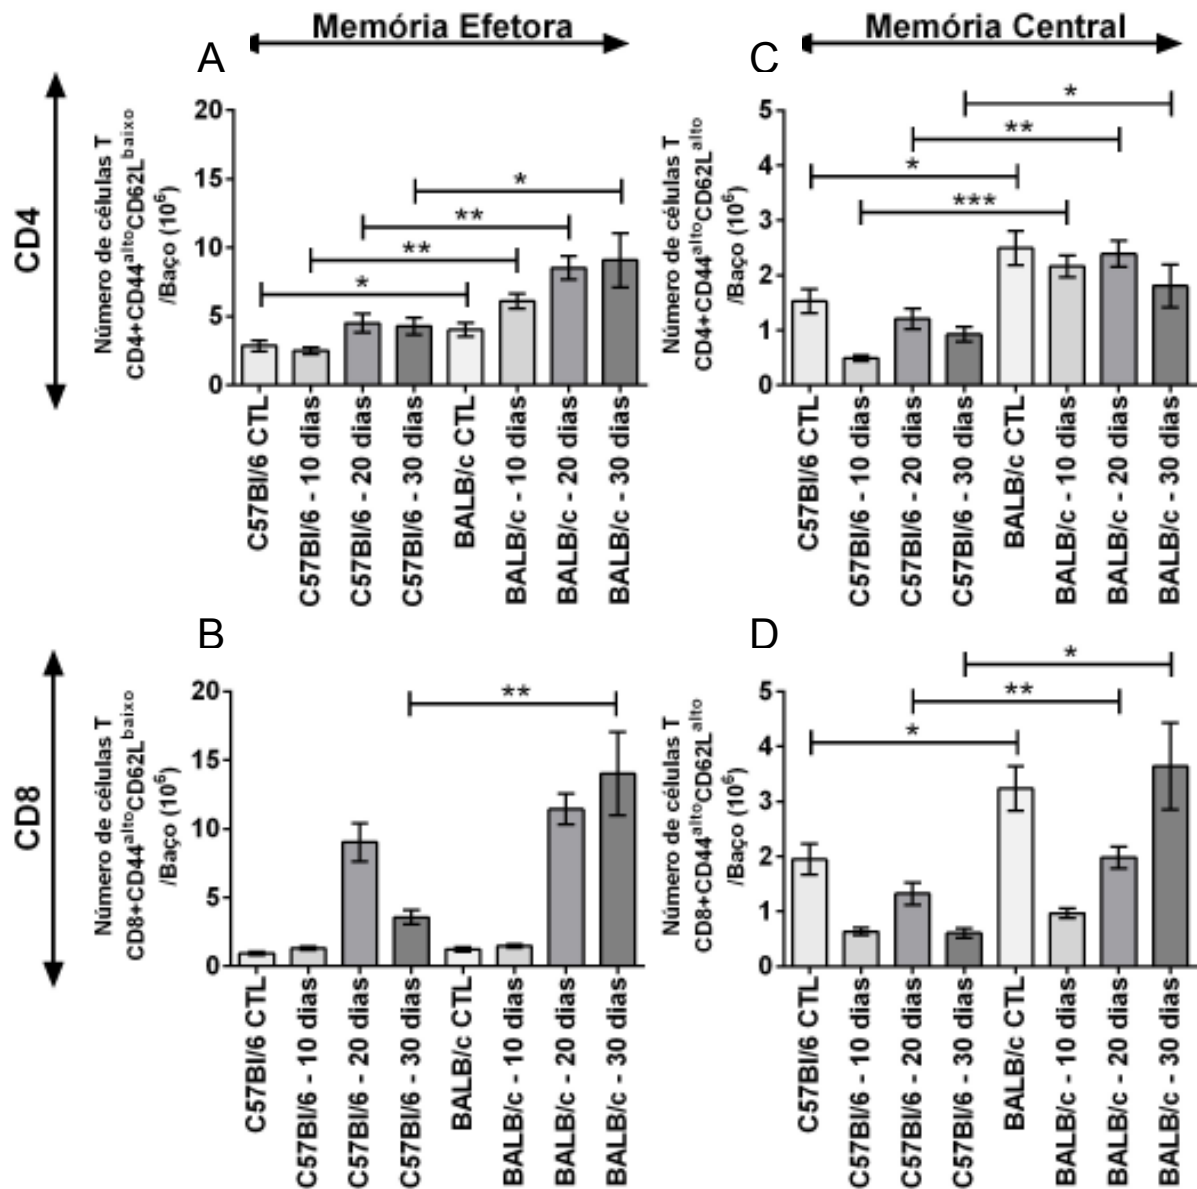 Memória Efetora
Memória Central
A
C
CD4
Número de células T
CD4+CD44altoCD62Lbaixo
/Baço (10⁶)
20
15
10
5
0
*
**
**
*
C57Bl/6 CTL
C57Bl/6 - 10 dias
C57Bl/6 - 20 dias
C57Bl/6 - 30 dias
BALB/c CTL
BALB/c - 10 dias
BALB/c - 20 dias
BALB/c - 30 dias
Número de células T
CD4+CD44altoCD62Lalto
/Baço (10⁶)
5
4
3
2
1
0
*
**
*
***
C57Bl/6 CTL
C57Bl/6 - 10 dias
C57Bl/6 - 20 dias
C57Bl/6 - 30 dias
BALB/c CTL
BALB/c - 10 dias
BALB/c - 20 dias
BALB/c - 30 dias
B
D
CD8
Número de células T
CD8+CD44altoCD62Lbaixo
/Baço (10⁶)
20
15
10
5
0
**
C57Bl/6 CTL
C57Bl/6 - 10 dias
C57Bl/6 - 20 dias
C57Bl/6 - 30 dias
BALB/c CTL
BALB/c - 10 dias
BALB/c - 20 dias
BALB/c - 30 dias
Número de células T
CD8+CD44altoCD62Lalto
/Baço (10⁶)
5
4
3
2
1
0
*
**
*
C57Bl/6 CTL
C57Bl/6 - 10 dias
C57Bl/6 - 20 dias
C57Bl/6 - 30 dias
BALB/c CTL
BALB/c - 10 dias
BALB/c - 20 dias
BALB/c - 30 dias